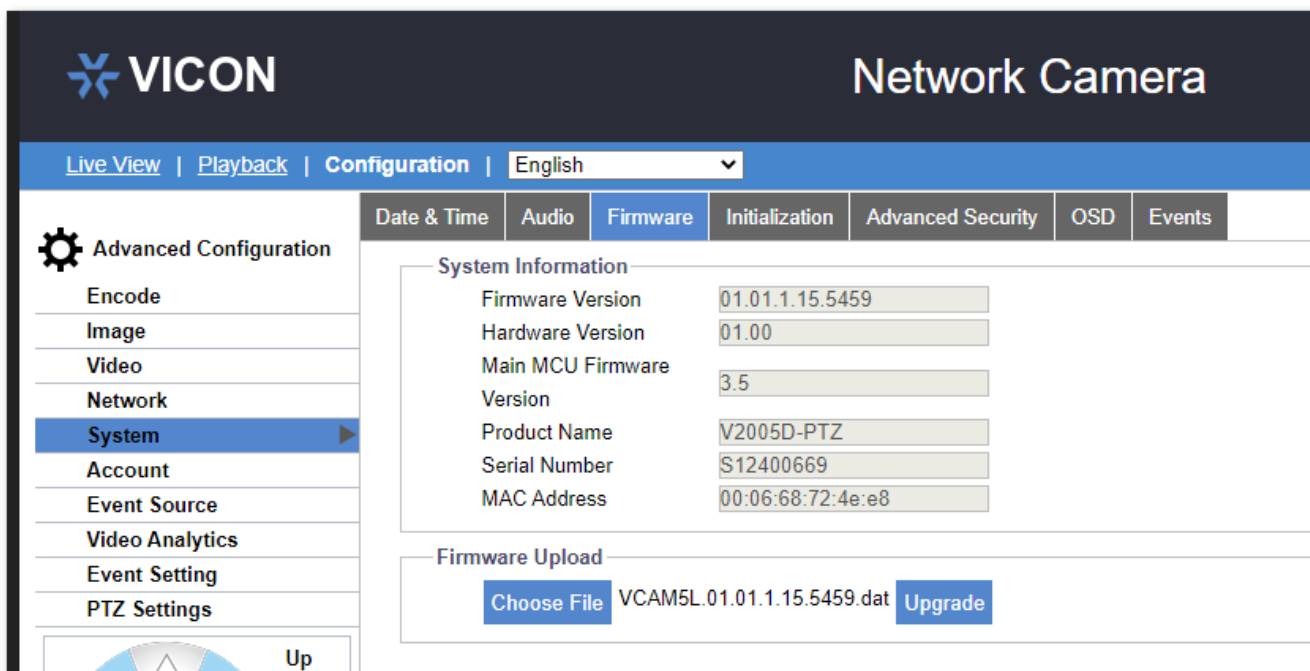 VICON
Network Camera
Live View | Playback | Configuration | English
Date & Time Audio Firmware Initialization Advanced Security OSD Events
Advanced Configuration
Encode
Image
Video
Network
System
Account
Event Source
Video Analytics
Event Setting
PTZ Settings
Up
System Information
Firmware Version 01.01.1.15.5459
Hardware Version 01.00
Main MCU Firmware
Version 3.5
Product Name V2005D-PTZ
Serial Number S12400669
MAC Address 00:06:68:72:4e:e8
Firmware Upload
Choose File VCAM5L.01.01.1.15.5459.dat Upgrade